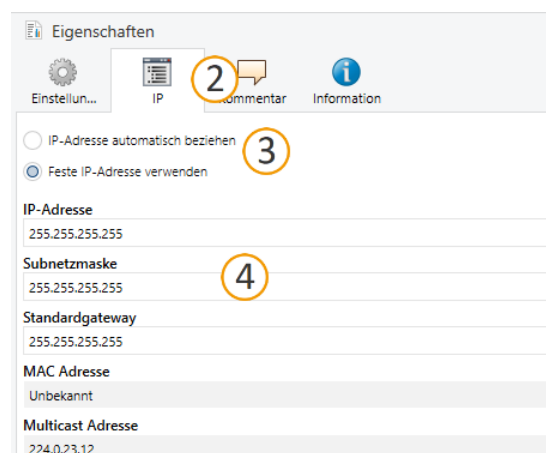 Eigenschaften
Einstellun...
IP
2
Kommentar
Information
IP-Adresse automatisch beziehen
3
Feste IP-Adresse verwenden
IP-Adresse
255.255.255.255
Subnetzmaske
4
255.255.255.255
Standardgateway
255.255.255.255
MAC Adresse
Unbekannt
Multicast Adresse
224.0.23.12